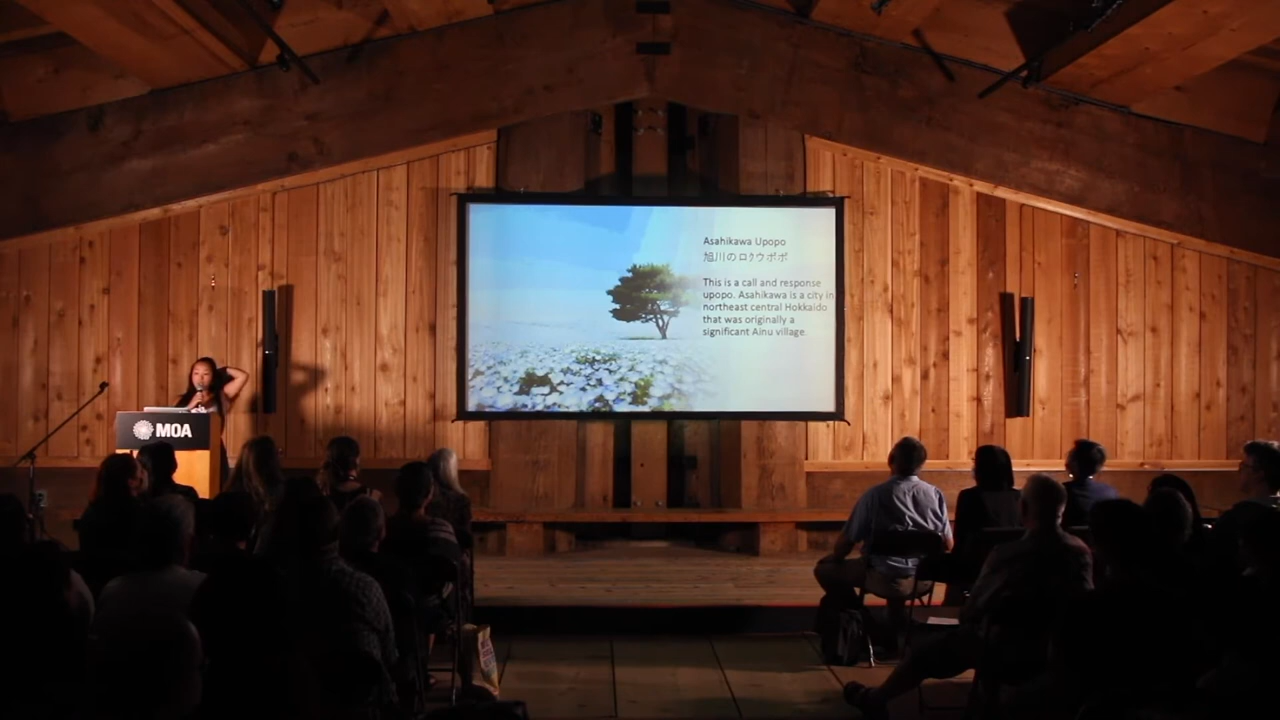 Asahikawa Upopo
旭川のロクウポポ
This is a call and response
upopo. Asahikawa is a city in
northeast central Hokkaido
that was originally a
significant Ainu village.
MOA